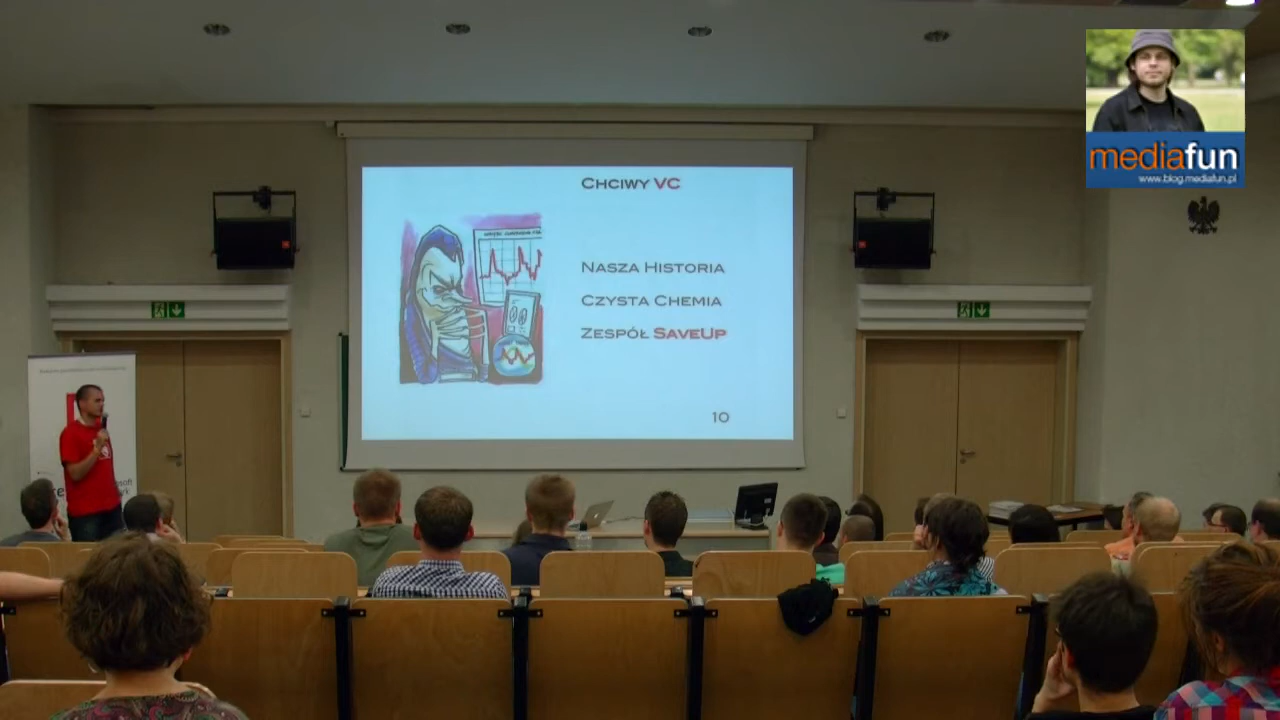 mediafun
www.blog.mediafun.pl
Chciwy VC
Nasza Historia
Czysta Chemia
Zespół SaveUp
10